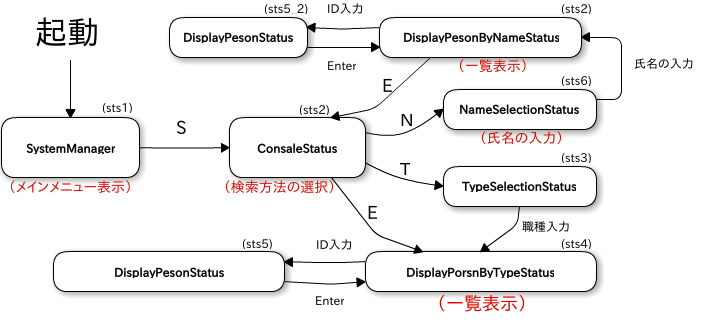 起動
(sts5_2)
ID入力
(sts2)
DisplayPesonStatus
DisplayPesonByNameStatus
Enter
(一覧表示)
氏名の入力
(sts6)
E
(sts1)
(sts2)
N
NameSelectionStatus
S
(氏名の入力)
SystemManager
ConsaleStatus
(sts3)
(メインメニュー表示)
(検索方法の選択)
T
TypeSelectionStatus
E
職種入力
(sts5)
ID入力
(sts4)
DisplayPesonStatus
DisplayPorsnByTypeStatus
Enter
(一覧表示)